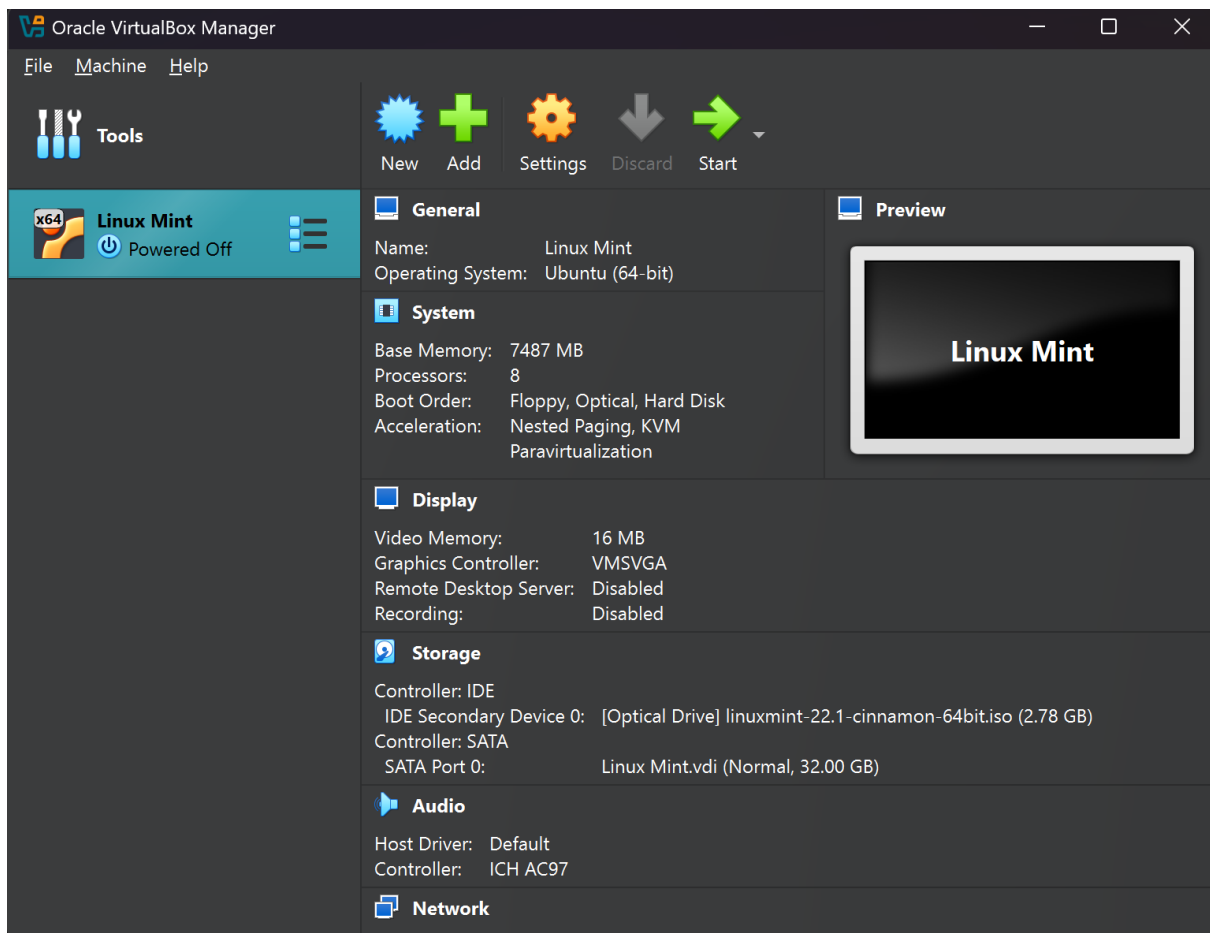 Oracle VirtualBox Manager
File Machine Help
Tools
New Add Settings Discard Start
x64
Linux Mint
Powered Off
General
Name: Linux Mint
Operating System: Ubuntu (64-bit)
Preview
Linux Mint
System
Base Memory: 7487 MB
Processors: 8
Boot Order: Floppy, Optical, Hard Disk
Acceleration: Nested Paging, KVM
Paravirtualization
Display
Video Memory: 16 MB
Graphics Controller: VMSVGA
Remote Desktop Server: Disabled
Recording: Disabled
Storage
Controller: IDE
IDE Secondary Device 0: [Optical Drive] linuxmint-22.1-cinnamon-64bit.iso (2.78 GB)
Controller: SATA
SATA Port 0: Linux Mint.vdi (Normal, 32.00 GB)
Audio
Host Driver: Default
Controller: ICH AC97
Network